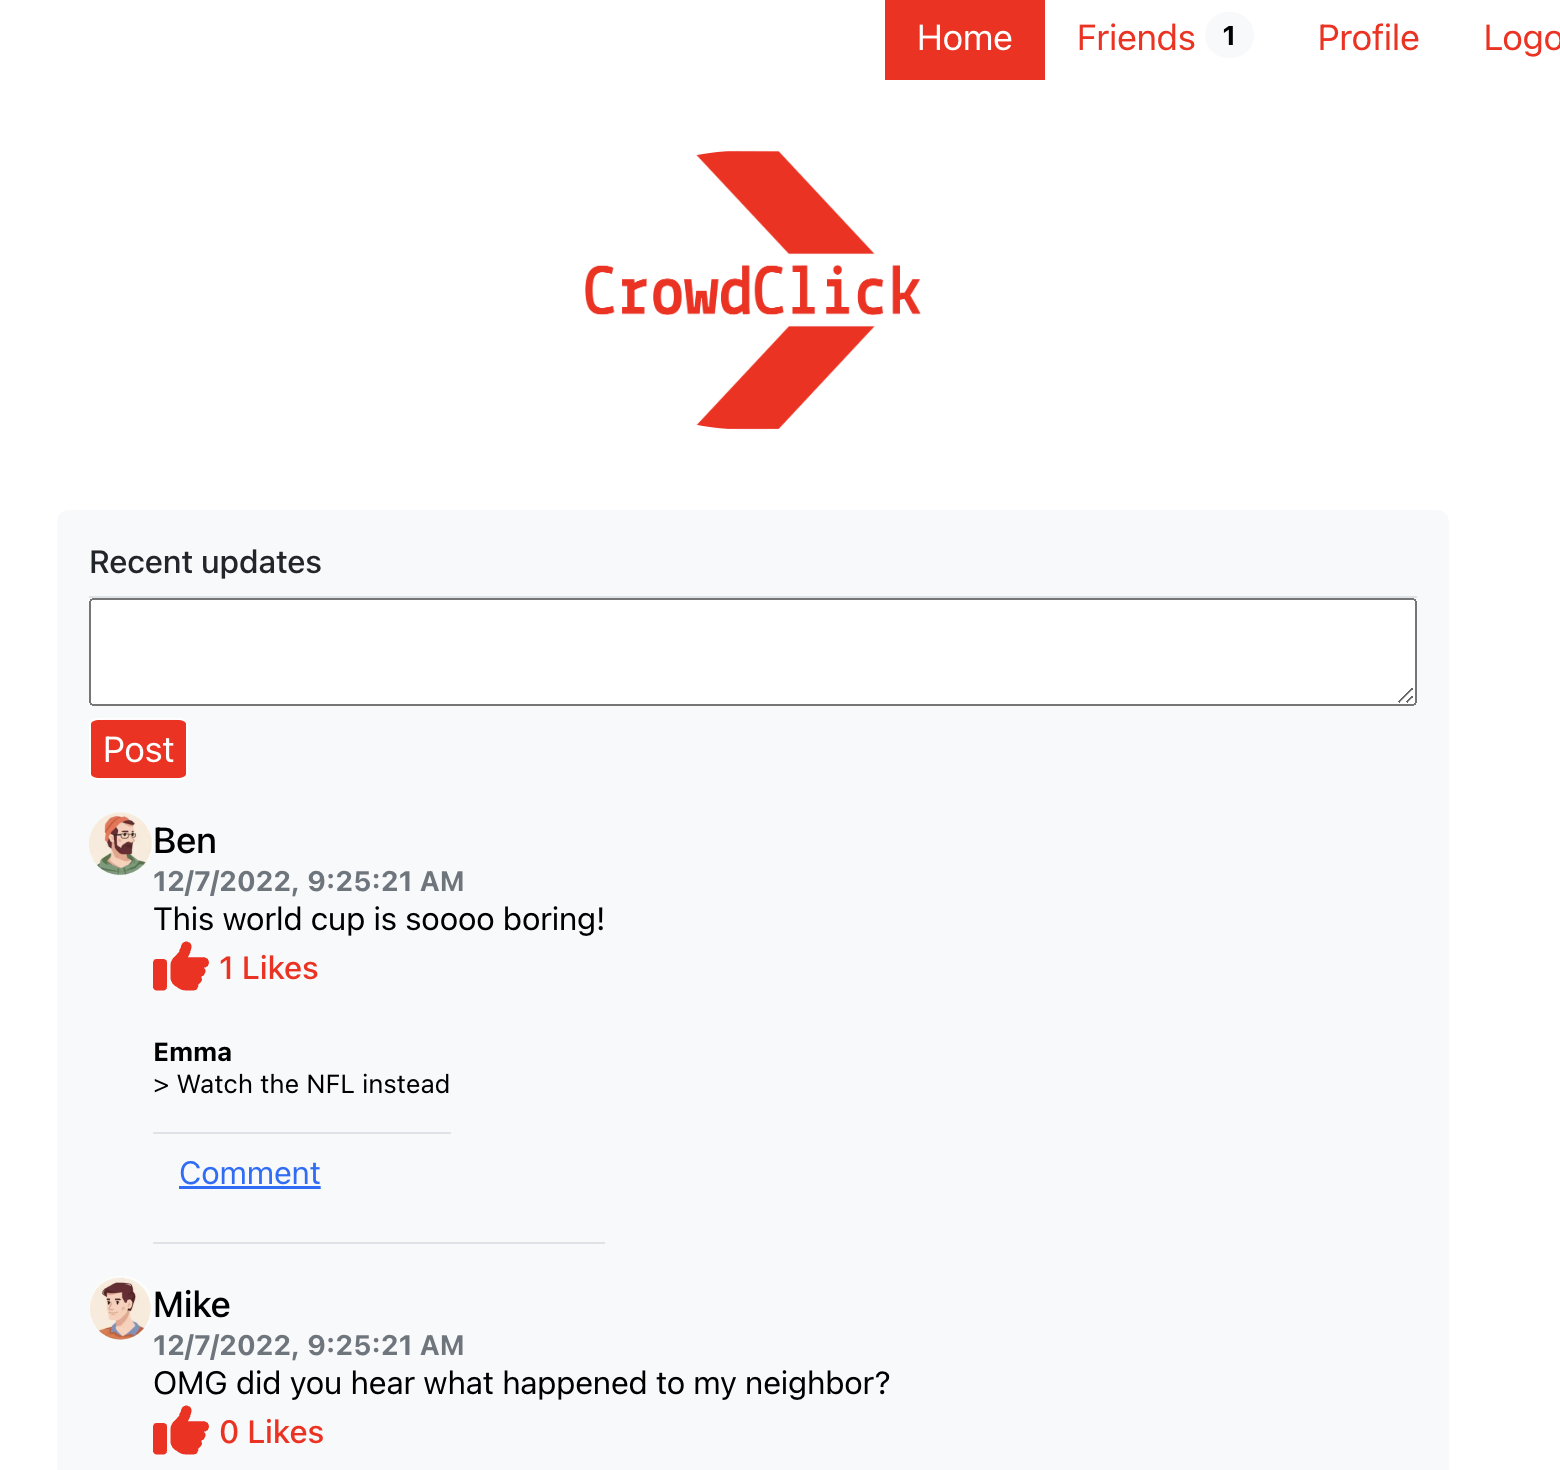 Home Friends 1 Profile Logo
CrowdClick
Recent updates
Post
Ben
12/7/2022, 9:25:21 AM
This world cup is soooo boring!
1 Likes
Emma
> Watch the NFL instead
Comment
Mike
12/7/2022, 9:25:21 AM
OMG did you hear what happened to my neighbor?
0 Likes